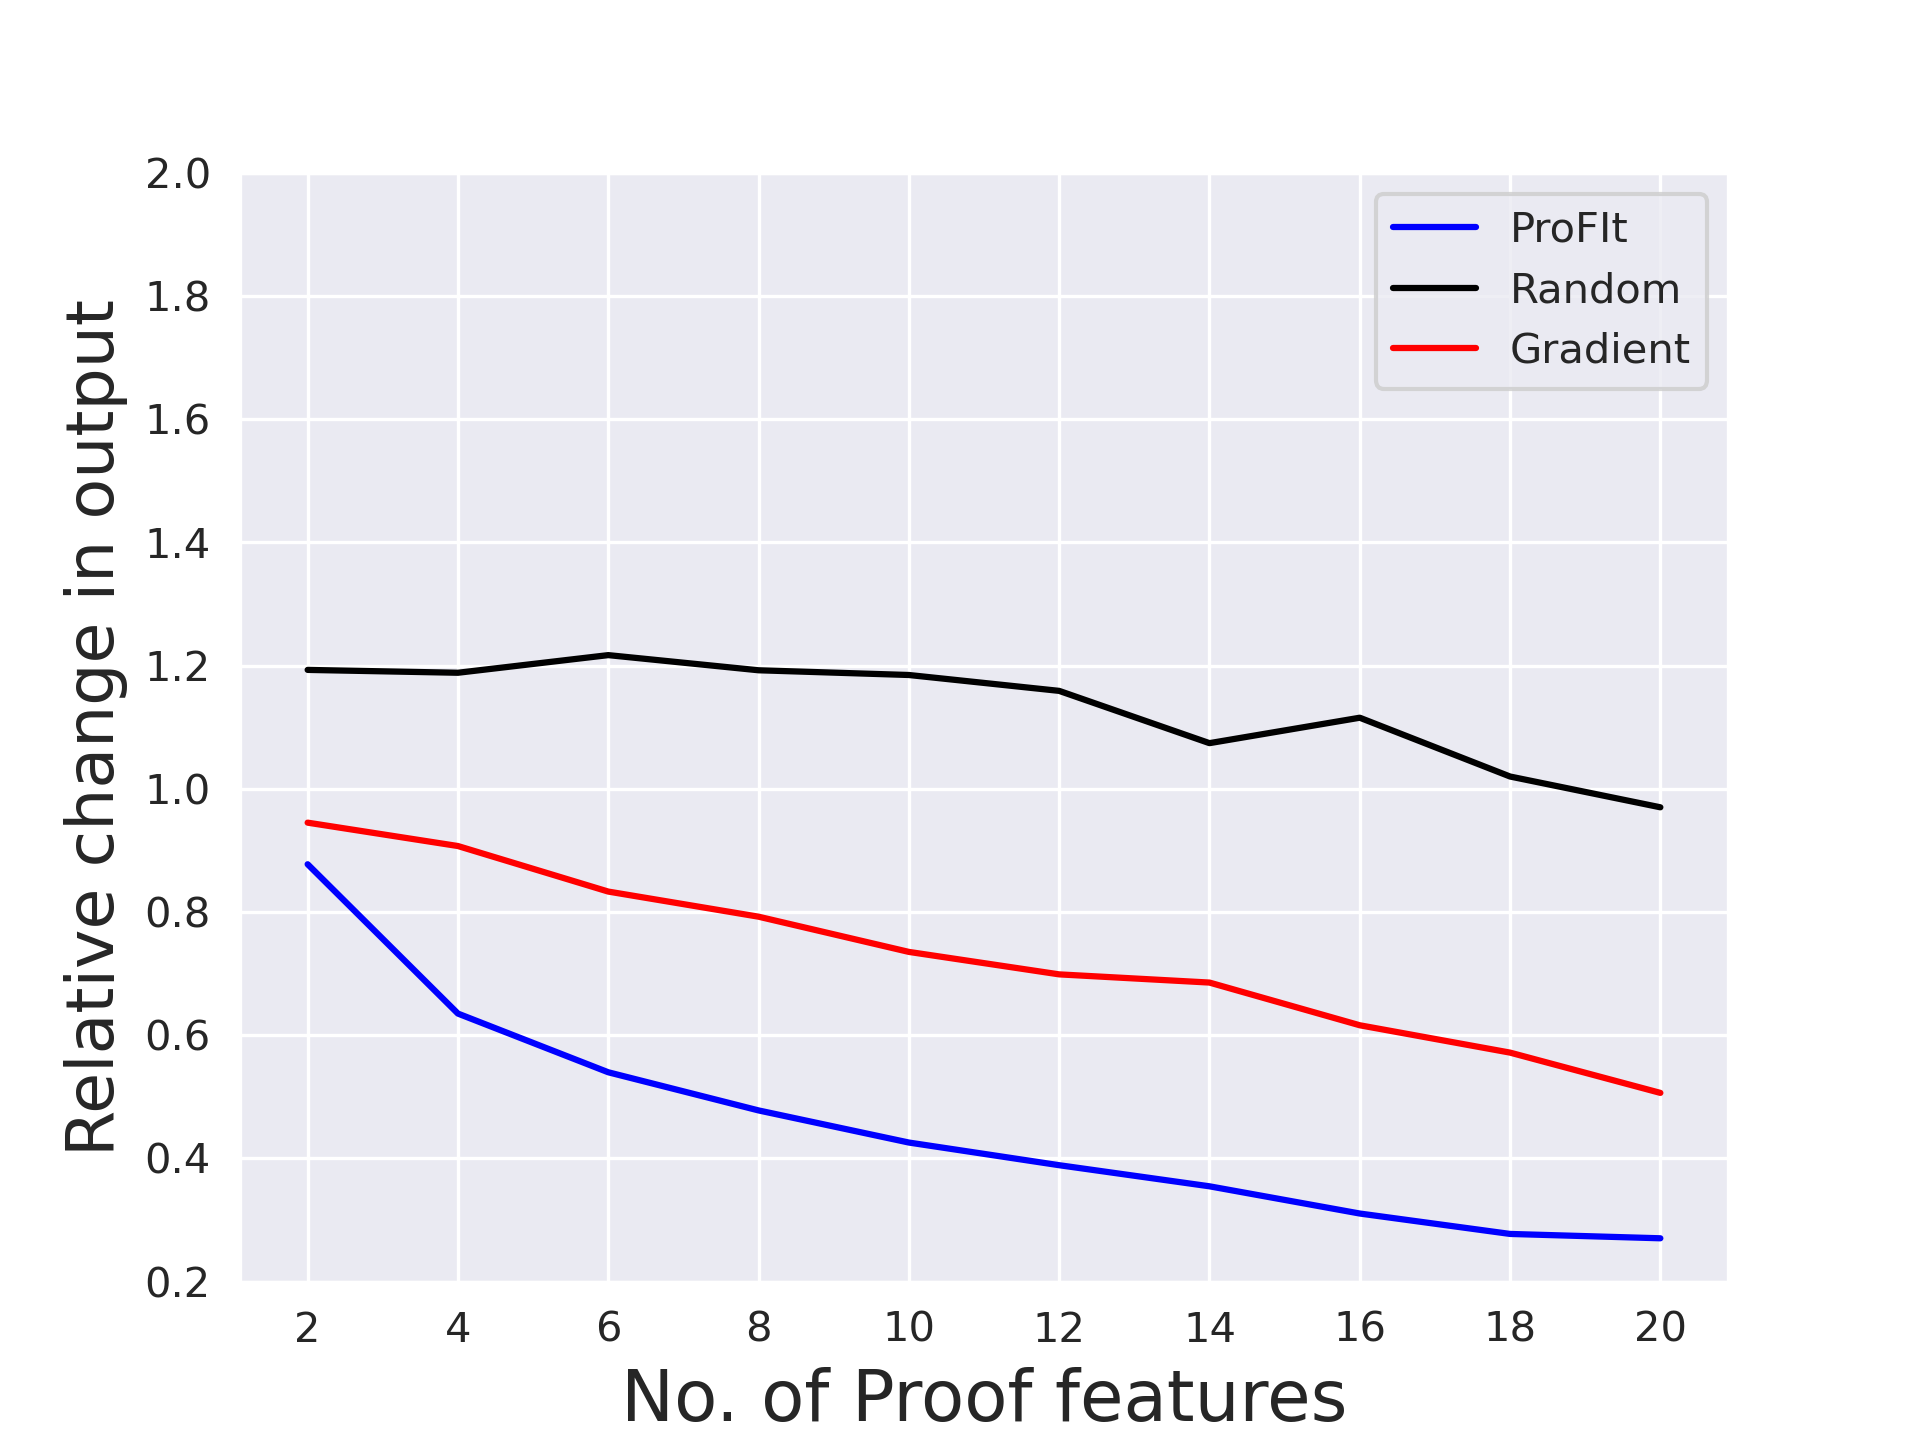 Relative change in output
2.0
1.8
1.6
1.4
1.2
1.0
0.8
0.6
0.4
0.2
ProFIt
Random
Gradient
2 4 6 8 10 12 14 16 18 20
No. of Proof features